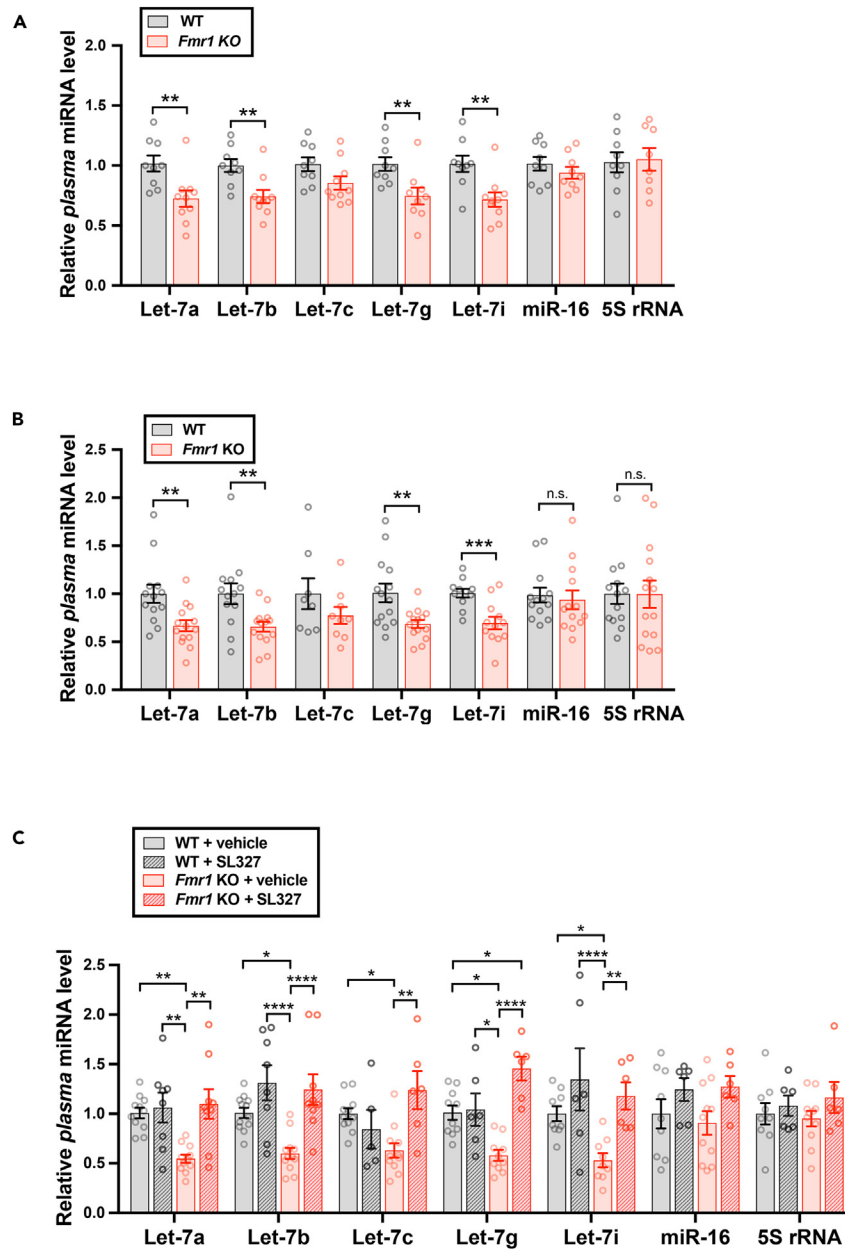 A
WT
Fmr1 KO
Relative plasma miRNA level
2.0
1.5
1.0
0.5
0.0
** ** ** **
Let-7a Let-7b Let-7c Let-7g Let-7i miR-16 5S rRNA
B
WT
Fmr1 KO
Relative plasma miRNA level
2.5
2.0
1.5
1.0
0.5
0.0
** ** ** *** n.s. n.s.
Let-7a Let-7b Let-7c Let-7g Let-7i miR-16 5S rRNA
C
WT + vehicle
WT + SL327
Fmr1 KO + vehicle
Fmr1 KO + SL327
Relative plasma miRNA level
2.5
2.0
1.5
1.0
0.5
0.0
** ** **
* **** ****
* **
* * **** *
* **** **
Let-7a Let-7b Let-7c Let-7g Let-7i miR-16 5S rRNA